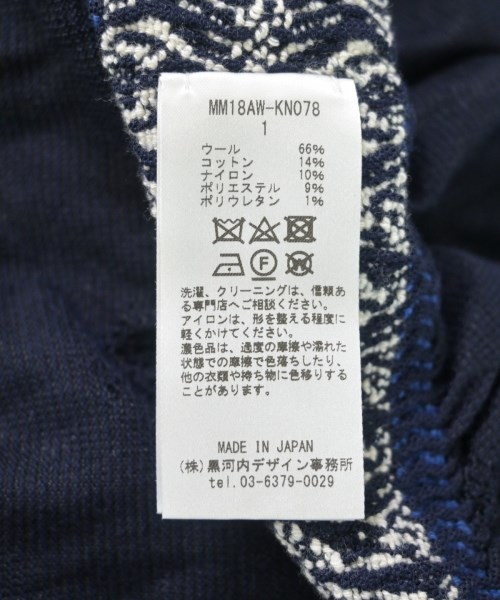 MM18AW-KN078
1
ウール 66%
コットン 14%
ナイロン 10%
ポリエステル 9%
ポリウレタン 1%
F W
洗濯、クリーニングは、信頼あ
る専門店へご相談ください。
アイロンは、形を整える程度に
軽くかけてください。
濃色品は、過度の摩擦や濡れた
状態での摩擦で色落ちしたり、
他の衣類や持ち物に色移りする
ことがあります。
MADE IN JAPAN
(株)黒河内デザイン事務所
tel.03-6379-0029